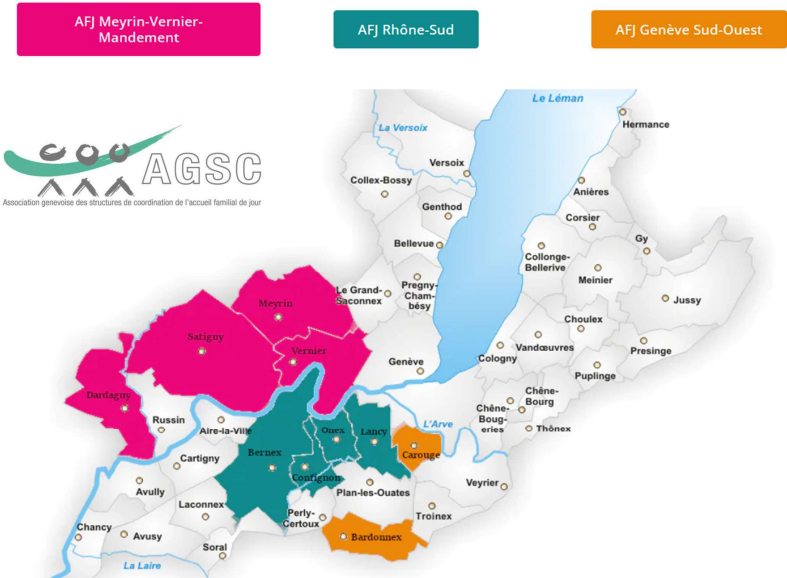 AFJ Meyrin-Vernier-
Mandement
AFJ Rhône-Sud
AFJ Genève Sud-Ouest
Le Léman
Hermance
La Versoix
AGSC
Association genevoise des structures de coordination de l'accueil familial de jour
Versoix
Collex-Bossy
Anières
Genthod
Corsier
Bellevue
Gy
Collonge-
Bellerive
Meinier
Le Grand-
Saconnex
Pregny-
Cham-
bésy
Jussy
Meyrin
Choulex
Satigny
Vandœuvres
Presinge
Vernier
Genève
Cologny
Puplinge
Dardagny
Chêne-
Bourg
Chêne-
Boug-
eries
Russin
Aire-la-Ville
Onex
Lancy
L'Arve
Thônex
Bernex
Carouge
Cartigny
Confignon
Avully
Plan-les-Ouates
Veyrier
Laconnex
Perly-
Certoux
Troinex
Chancy
Avusy
Bardonnex
Soral
La Laire